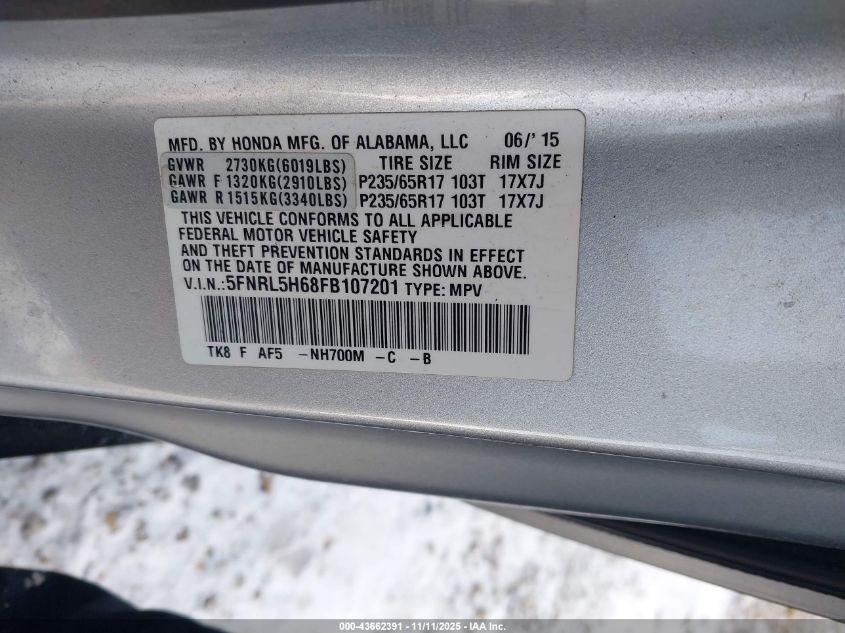 MFD. BY HONDA MFG. OF ALABAMA, LLC 06/' 15
GVWR 2730KG(6019LBS) TIRE SIZE RIM SIZE
GAWR F 1320KG(2910LBS) P235/65R17 103T 17X7J
GAWR R 1515KG(3340LBS) P235/65R17 103T 17X7J
THIS VEHICLE CONFORMS TO ALL APPLICABLE
FEDERAL MOTOR VEHICLE SAFETY
AND THEFT PREVENTION STANDARDS IN EFFECT
ON THE DATE OF MANUFACTURE SHOWN ABOVE.
V.I.N.:5FNRL5H68FB107201 TYPE: MPV
TK8 F AF5 -NH700M -C -B
000-43662391 - 11/11/2025 - IAA Inc.